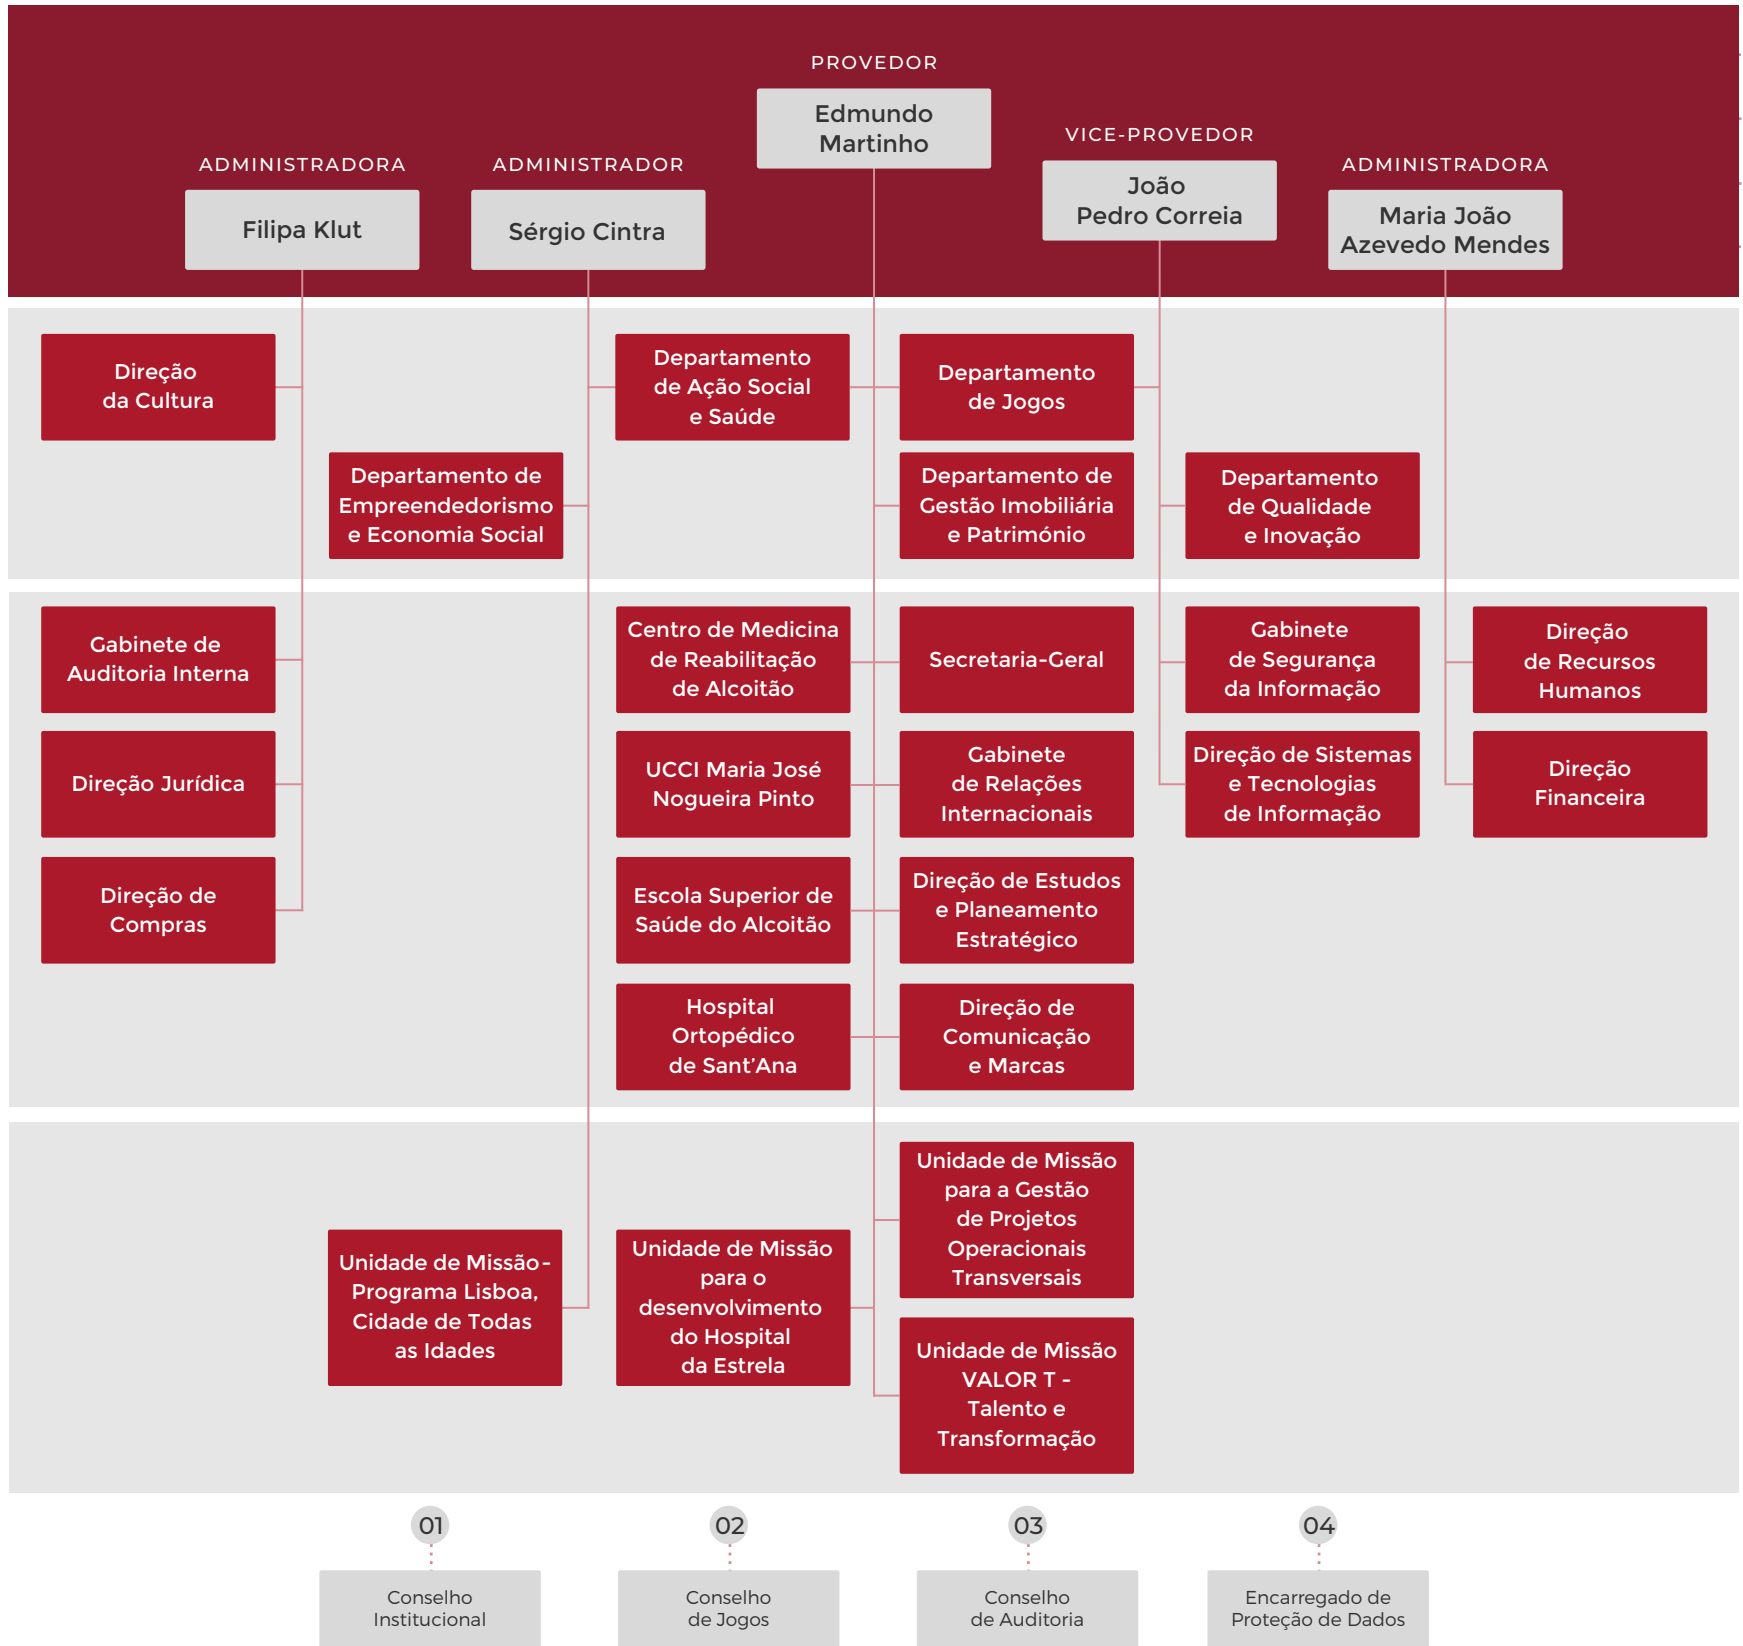 PROVEDOR
Edmundo
Martinho
VICE-PROVEDOR
João
Pedro Correia
ADMINISTRADORA
Filipa Klut
ADMINISTRADOR
Sérgio Cintra
ADMINISTRADORA
Maria João
Azevedo Mendes
Direção
da Cultura
Departamento
de Ação Social
e Saúde
Departamento
de Jogos
Departamento de
Empreendedorismo
e Economia Social
Departamento de
Gestão Imobiliária
e Património
Departamento
de Qualidade
e Inovação
Gabinete de
Auditoria Interna
Centro de Medicina
de Reabilitação
de Alcoitão
Secretaria-Geral
Gabinete
de Segurança
da Informação
Direção
de Recursos
Humanos
Direção Jurídica
UCCI Maria José
Nogueira Pinto
Gabinete
de Relações
Internacionais
Direção de Sistemas
e Tecnologias
de Informação
Direção
Financeira
Direção de
Compras
Escola Superior de
Saúde do Alcoitão
Direção de Estudos
e Planeamento
Estratégico
Hospital
Ortopédico
de Sant’Ana
Direção de
Comunicação
e Marcas
Unidade de Missão
para a Gestão
de Projetos
Operacionais
Transversais
Unidade de Missão-
Programa Lisboa,
Cidade de Todas
as Idades
Unidade de Missão
para o
desenvolvimento
do Hospital
da Estrela
Unidade de Missão
VALOR T -
Talento e
Transformação
01
Conselho
Institucional
02
Conselho
de Jogos
03
Conselho
de Auditoria
04
Encarregado de
Proteção de Dados